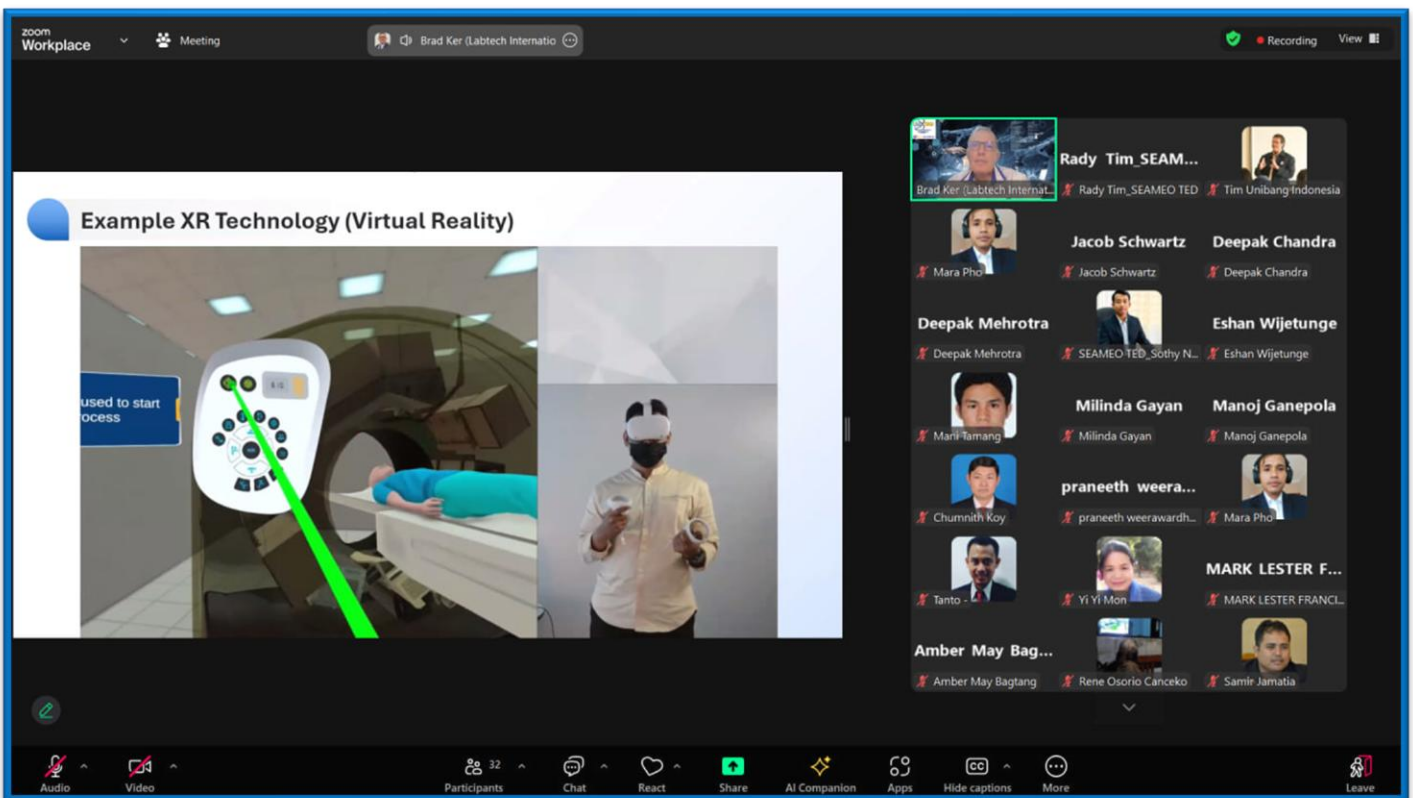 zoom
Workplace
Meeting
Brad Ker (Labtech Internatio
Recording
View
Example XR Technology (Virtual Reality)
used to start
ocess
Brad Ker (Labtech Internat...
Rady Tim_SEAM...
Rady Tim_SEAMEO TED
Tim Unibang Indonesia
Mara Pho
Jacob Schwartz
Jacob Schwartz
Deepak Chandra
Deepak Chandra
Deepak Mehrotra
Deepak Mehrotra
SEAMEO TED_Sothy N...
Eshan Wijetunge
Eshan Wijetunge
Mani Tamang
Milinda Gayan
Milinda Gayan
Manoj Ganepola
Manoj Ganepola
Chumnith Koy
praneeth weera...
praneeth weerawardh...
Mara Pho
Tanto -
Yi Yi Mon
MARK LESTER F...
MARK LESTER FRANCI...
Amber May Bag...
Amber May Bagtang
Rene Osorio Canceko
Samir Jamatia
Audio
Video
32
Participants
Chat
React
Share
AI Companion
Apps
CC
Hide captions
More
Leave